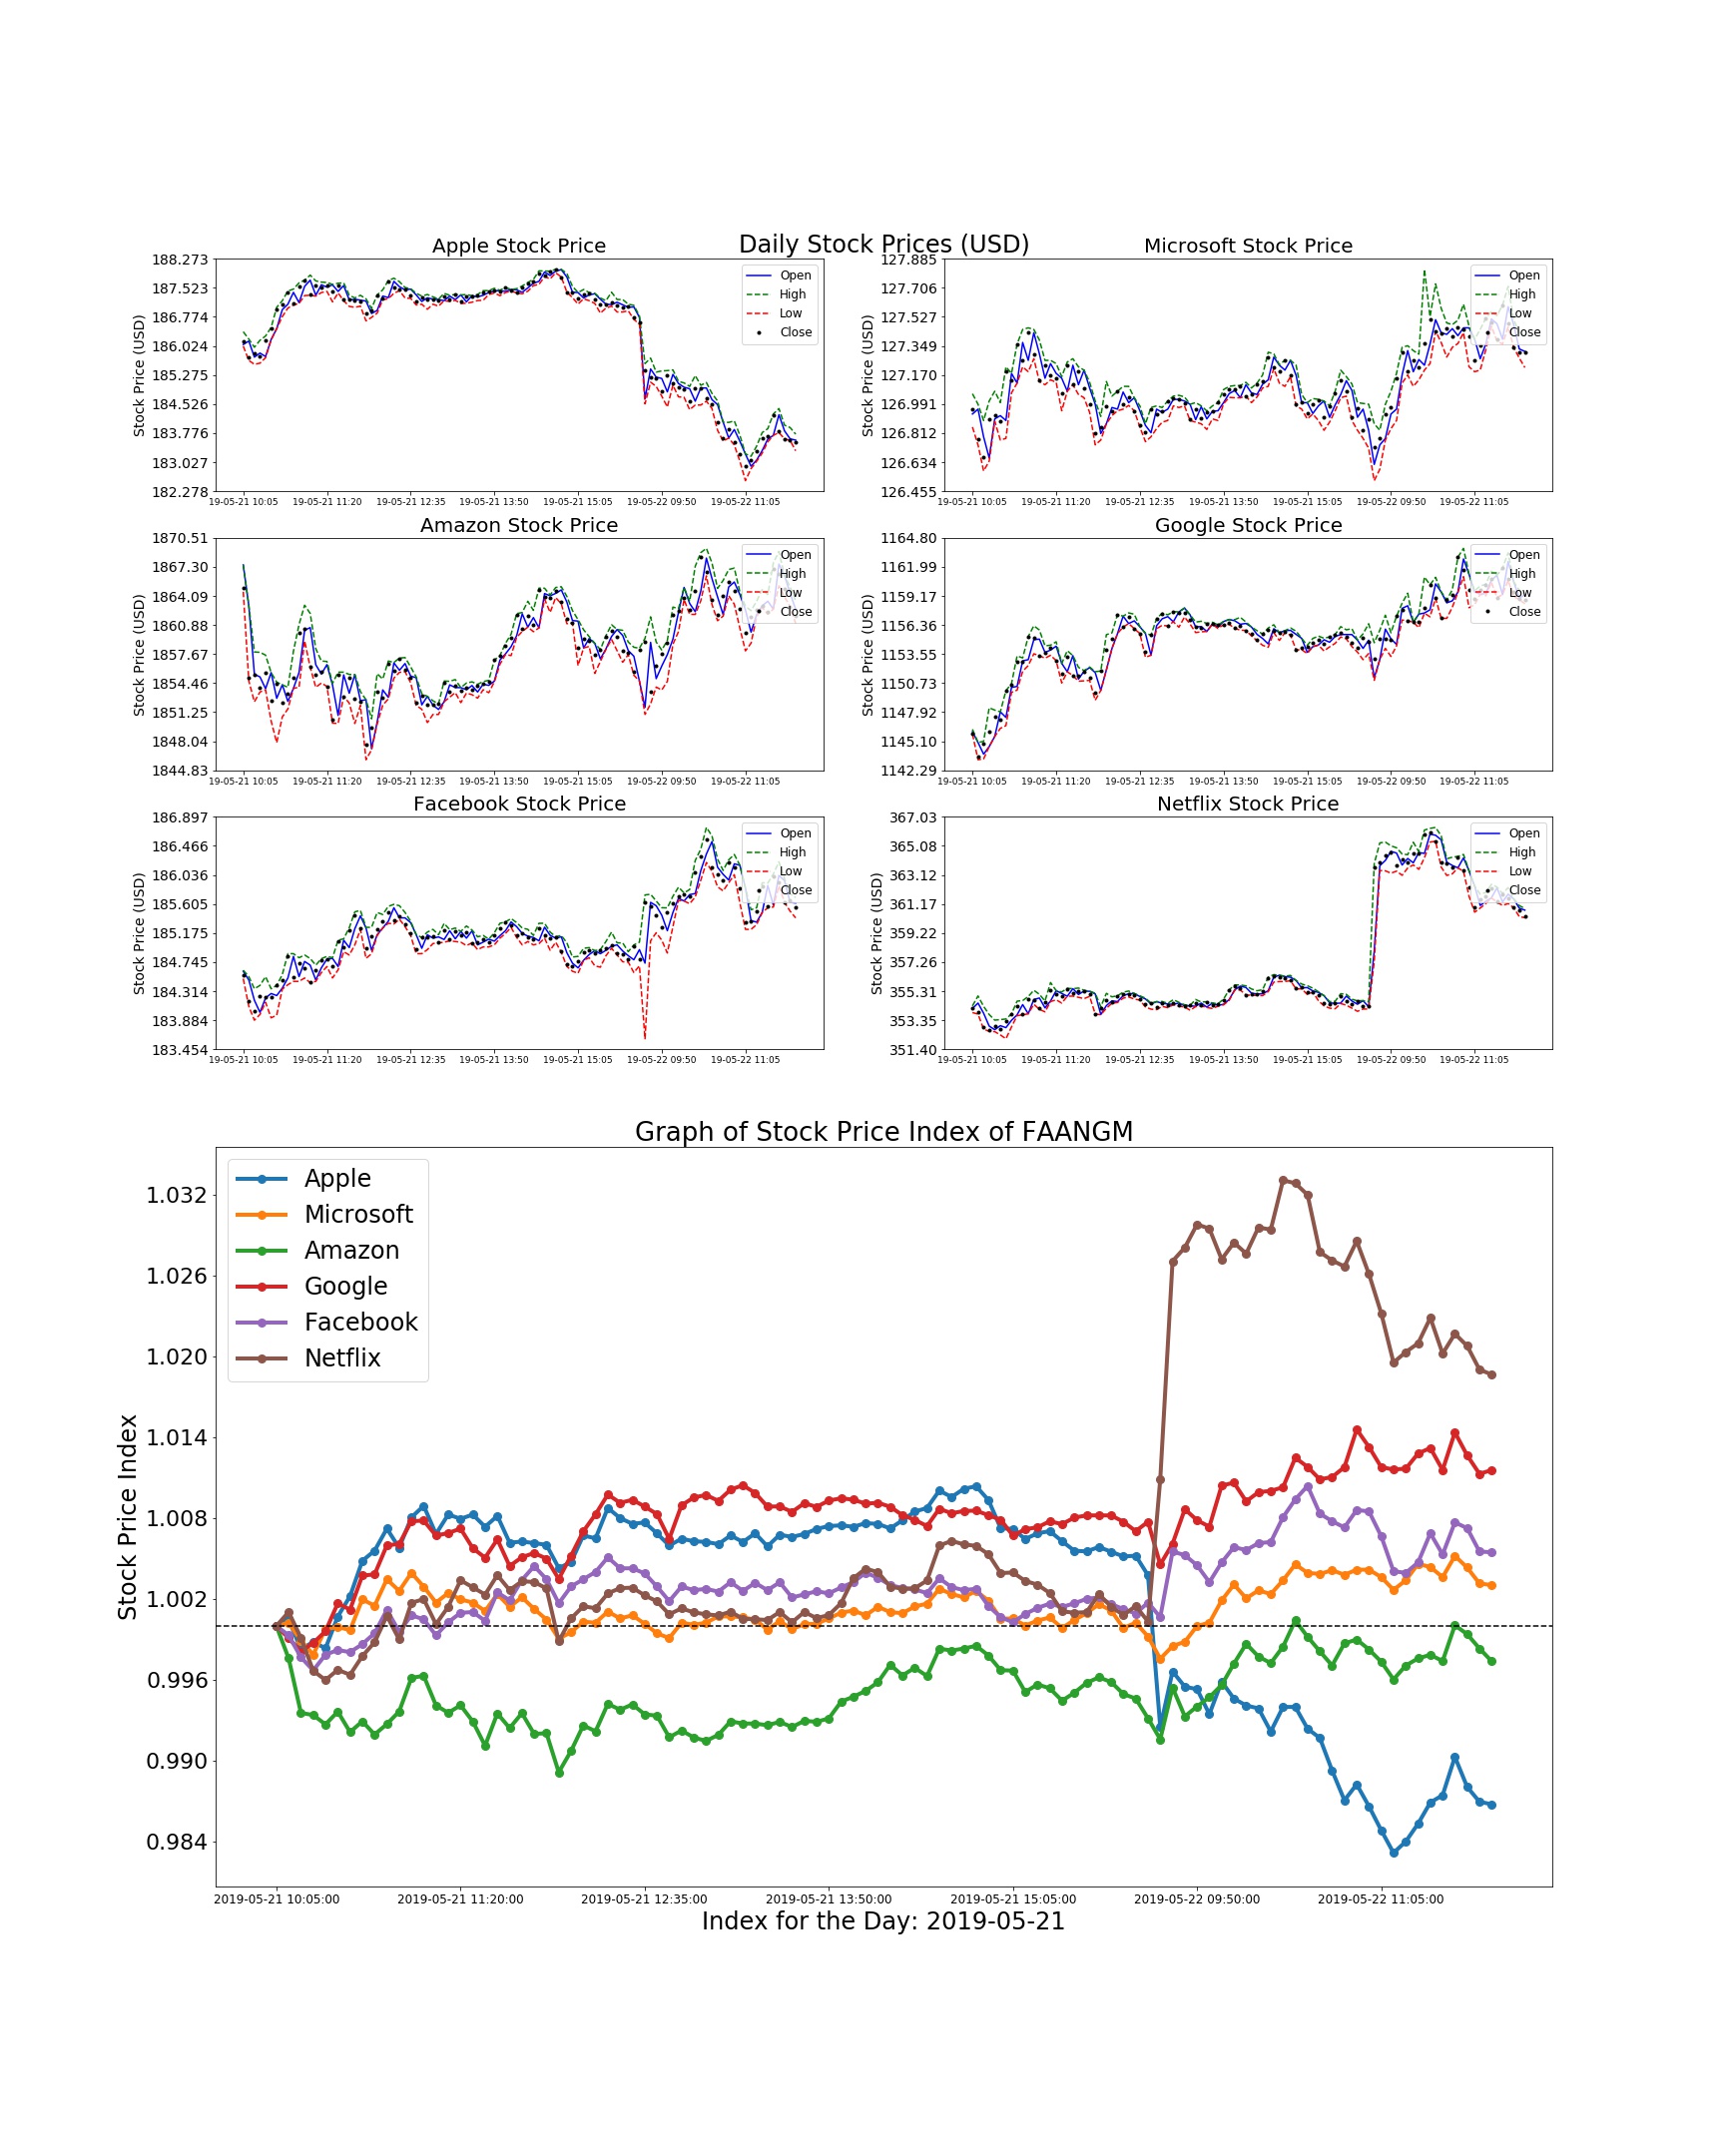 Daily Stock Prices (USD)
Apple Stock Price
188.273
187.523
186.774
186.024
185.275
184.526
183.776
183.027
182.278
Stock Price (USD)
Open
High
Low
Close
19-05-21 10:05 19-05-21 11:20 19-05-21 12:35 19-05-21 13:50 19-05-21 15:05 19-05-22 09:50 19-05-22 11:05
Microsoft Stock Price
127.885
127.706
127.527
127.349
127.170
126.991
126.812
126.634
126.455
Stock Price (USD)
Open
High
Low
Close
19-05-21 10:05 19-05-21 11:20 19-05-21 12:35 19-05-21 13:50 19-05-21 15:05 19-05-22 09:50 19-05-22 11:05
Amazon Stock Price
1870.51
1867.30
1864.09
1860.88
1857.67
1854.46
1851.25
1848.04
1844.83
Stock Price (USD)
Open
High
Low
Close
19-05-21 10:05 19-05-21 11:20 19-05-21 12:35 19-05-21 13:50 19-05-21 15:05 19-05-22 09:50 19-05-22 11:05
Google Stock Price
1164.80
1161.99
1159.17
1156.36
1153.55
1150.73
1147.92
1145.10
1142.29
Stock Price (USD)
Open
High
Low
Close
19-05-21 10:05 19-05-21 11:20 19-05-21 12:35 19-05-21 13:50 19-05-21 15:05 19-05-22 09:50 19-05-22 11:05
Facebook Stock Price
186.897
186.466
186.036
185.605
185.175
184.745
184.314
183.884
183.454
Stock Price (USD)
Open
High
Low
Close
19-05-21 10:05 19-05-21 11:20 19-05-21 12:35 19-05-21 13:50 19-05-21 15:05 19-05-22 09:50 19-05-22 11:05
Netflix Stock Price
367.03
365.08
363.12
361.17
359.22
357.26
355.31
353.35
351.40
Stock Price (USD)
Open
High
Low
Close
19-05-21 10:05 19-05-21 11:20 19-05-21 12:35 19-05-21 13:50 19-05-21 15:05 19-05-22 09:50 19-05-22 11:05
Graph of Stock Price Index of FAANGM
Apple
Microsoft
Amazon
Google
Facebook
Netflix
1.032
1.026
1.020
1.014
1.008
1.002
0.996
0.990
0.984
Stock Price Index
2019-05-21 10:05:00 2019-05-21 11:20:00 2019-05-21 12:35:00 2019-05-21 13:50:00 2019-05-21 15:05:00 2019-05-22 09:50:00 2019-05-22 11:05:00
Index for the Day: 2019-05-21